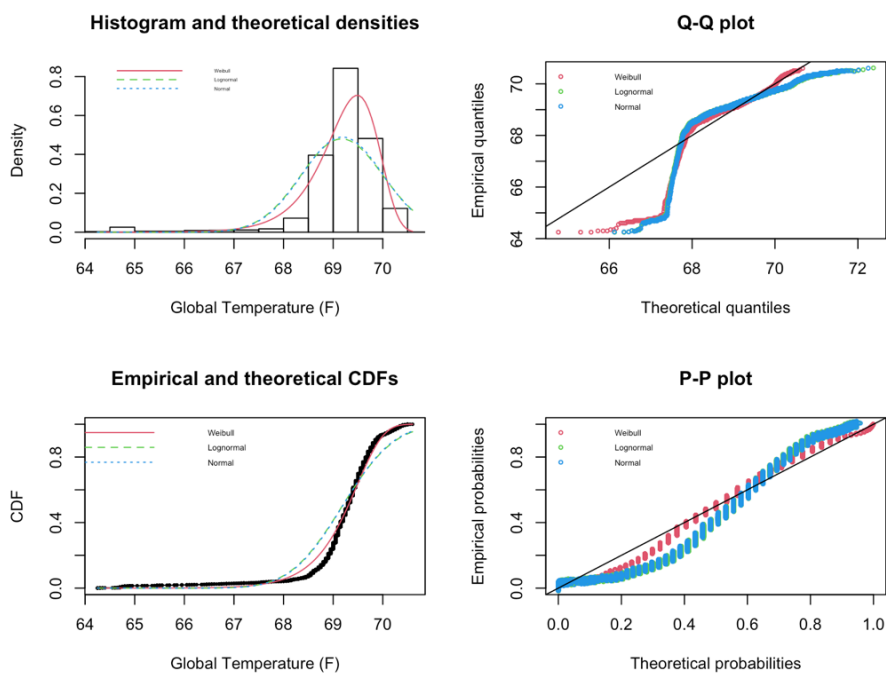 Histogram and theoretical densities
Weibull
Lognormal
Normal
Density
0.0 0.2 0.4 0.6 0.8
64 65 66 67 68 69 70
Global Temperature (F)
Q-Q plot
Weibull
Lognormal
Normal
Empirical quantiles
64 66 68 70
66 68 70 72
Theoretical quantiles
Empirical and theoretical CDFs
Weibull
Lognormal
Normal
CDF
0.0 0.4 0.8
64 65 66 67 68 69 70
Global Temperature (F)
P-P plot
Weibull
Lognormal
Normal
Empirical probabilities
0.0 0.4 0.8
0.0 0.2 0.4 0.6 0.8 1.0
Theoretical probabilities